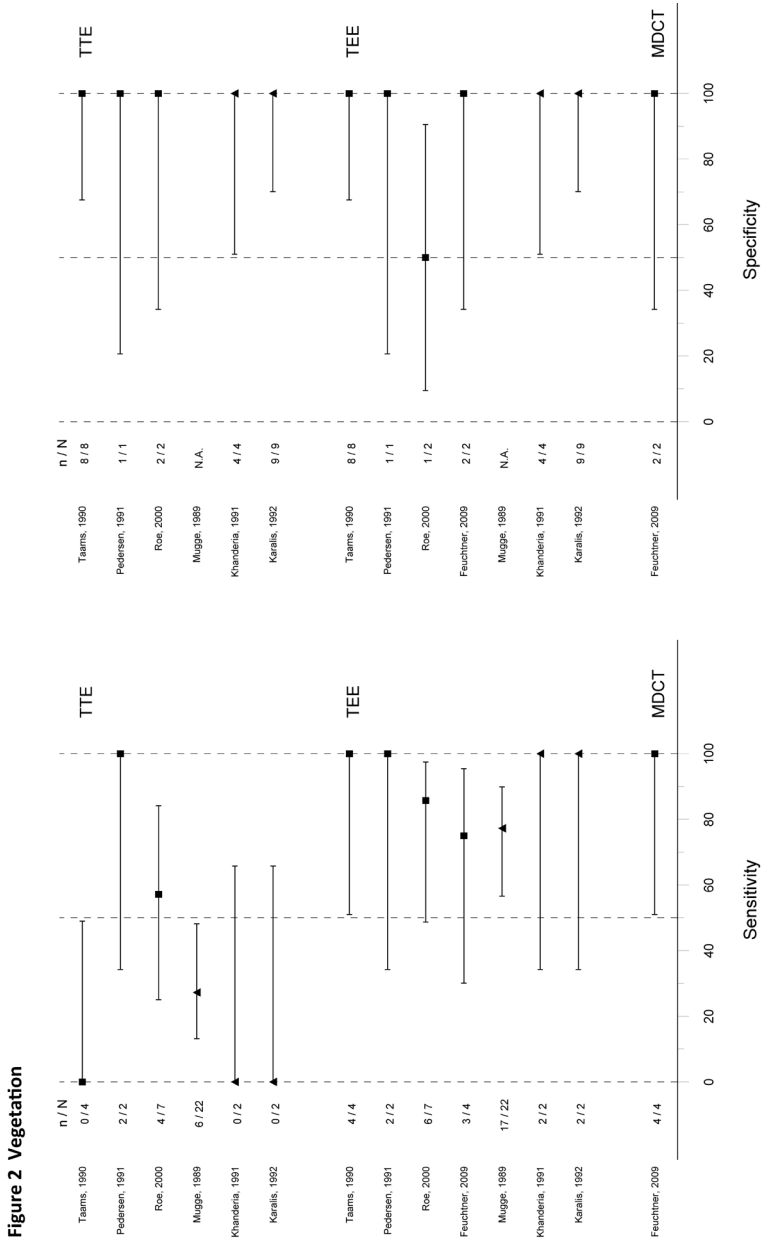 Figure 2 Vegetation
n / N
TTE
Taams, 1990 0 / 4
Pedersen, 1991 2 / 2
Roe, 2000 4 / 7
Mugge, 1989 6 / 22
Khanderia, 1991 0 / 2
Karalis, 1992 0 / 2
TEE
Taams, 1990 4 / 4
Pedersen, 1991 2 / 2
Roe, 2000 6 / 7
Feuchtner, 2009 3 / 4
Mugge, 1989 17 / 22
Khanderia, 1991 2 / 2
Karalis, 1992 2 / 2
MDCT
Feuchtner, 2009 4 / 4
0 20 40 60 80 100
Sensitivity
n / N
TTE
Taams, 1990 8 / 8
Pedersen, 1991 1 / 1
Roe, 2000 2 / 2
Mugge, 1989 N.A.
Khanderia, 1991 4 / 4
Karalis, 1992 9 / 9
TEE
Taams, 1990 8 / 8
Pedersen, 1991 1 / 1
Roe, 2000 1 / 2
Feuchtner, 2009 2 / 2
Mugge, 1989 N.A.
Khanderia, 1991 4 / 4
Karalis, 1992 9 / 9
MDCT
Feuchtner, 2009 2 / 2
0 20 40 60 80 100
Specificity